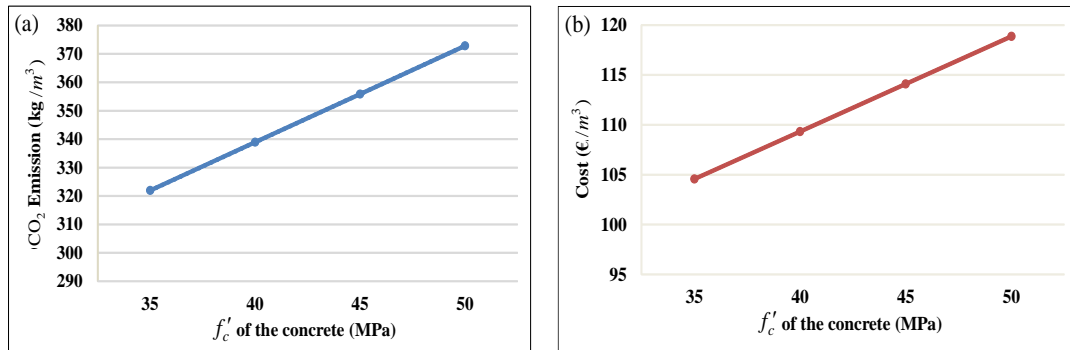 (a)
380
370
360
350
340
330
320
310
300
290
CO₂ Emission (kg /m³)
35 40 45 50
f′c of the concrete (MPa)
(b)
120
115
110
105
100
95
Cost (€/m³)
35 40 45 50
f′c of the concrete (MPa)